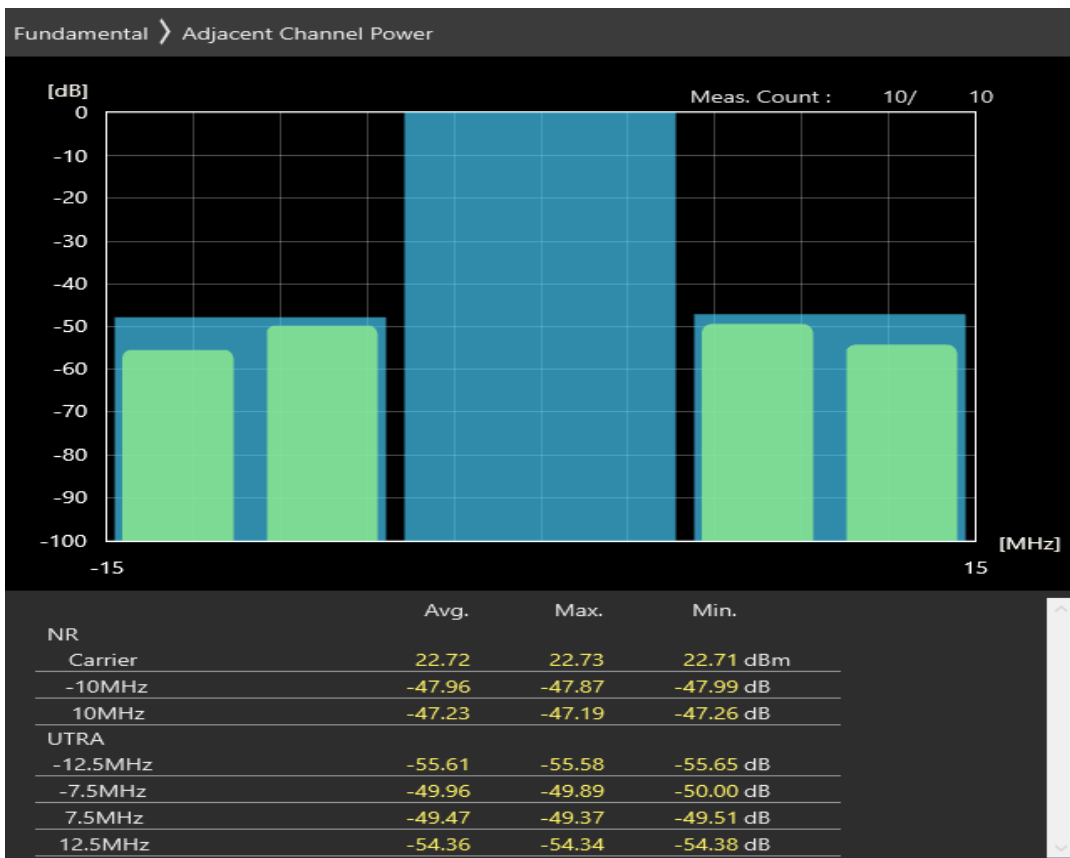 Fundamental 〉 Adjacent Channel Power
[dB]
Meas. Count : 10/ 10
0
-10
-20
-30
-40
-50
-60
-70
-80
-90
-100
[MHz]
-15 15
Avg. Max. Min.
NR
Carrier 22.72 22.73 22.71 dBm
-10MHz -47.96 -47.87 -47.99 dB
10MHz -47.23 -47.19 -47.26 dB
UTRA
-12.5MHz -55.61 -55.58 -55.65 dB
-7.5MHz -49.96 -49.89 -50.00 dB
7.5MHz -49.47 -49.37 -49.51 dB
12.5MHz -54.36 -54.34 -54.38 dB